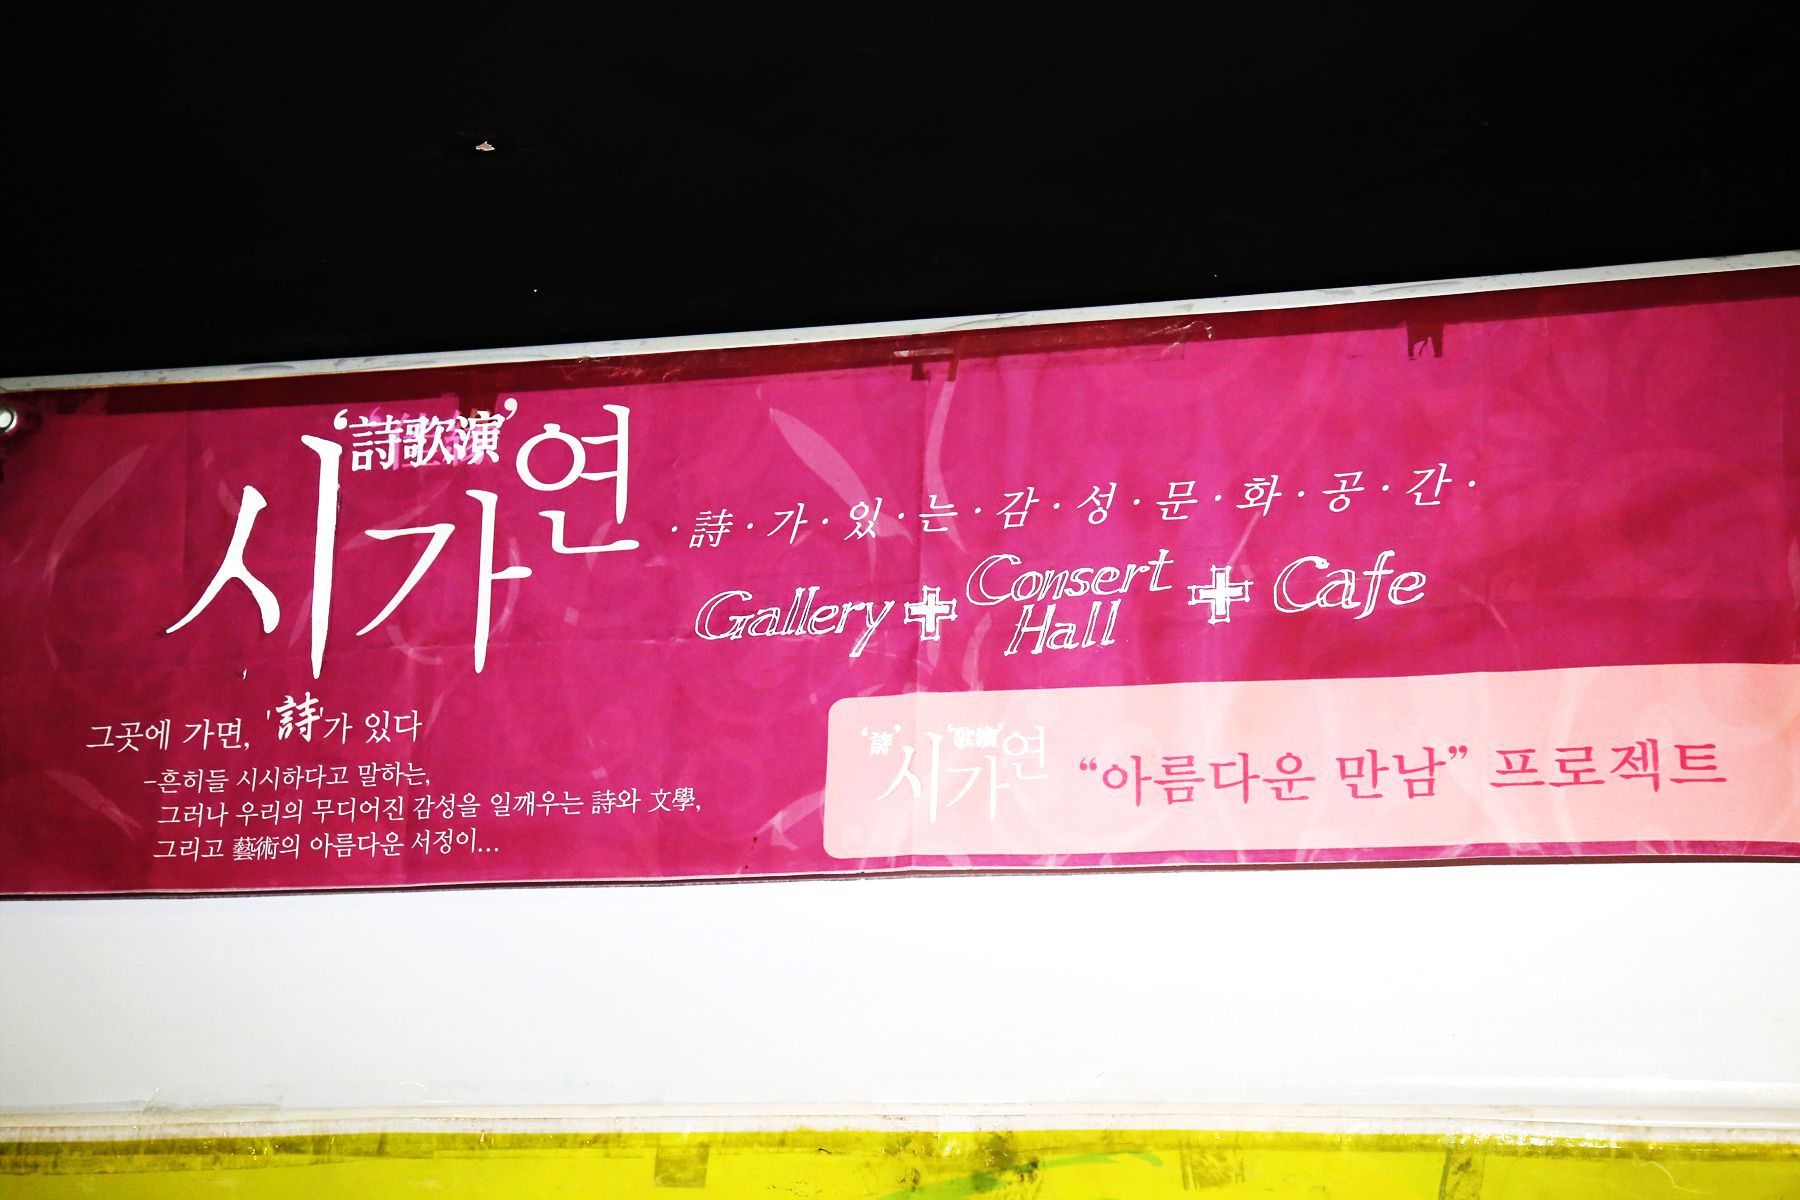 ‘詩歌演’
시가연
·詩·가·있·는·감·성·문·화·공·간·
Gallery + Consert Hall + Cafe
그곳에 가면, '詩'가 있다
-흔히들 시시하다고 말하는,
그러나 우리의 무디어진 감성을 일깨우는 詩와 文學,
그리고 藝術의 아름다운 서정이...
‘詩’ ‘歌演’
시가연 “아름다운 만남” 프로젝트